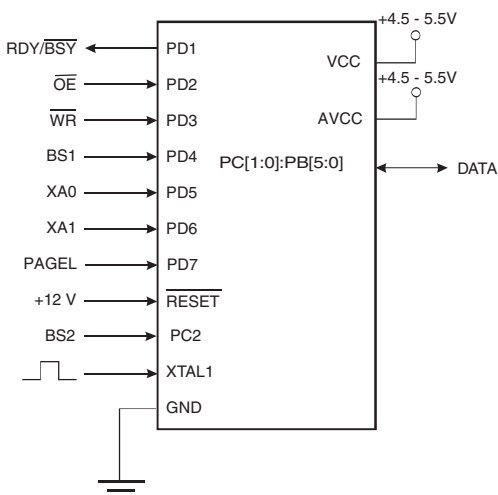 +4.5 - 5.5V
RDY/BSY PD1
VCC
OE PD2
+4.5 - 5.5V
WR PD3
AVCC
BS1 PD4
PC[1:0]:PB[5:0]
DATA
XA0 PD5
XA1 PD6
PAGEL PD7
+12 V RESET
BS2 PC2
XTAL1
GND